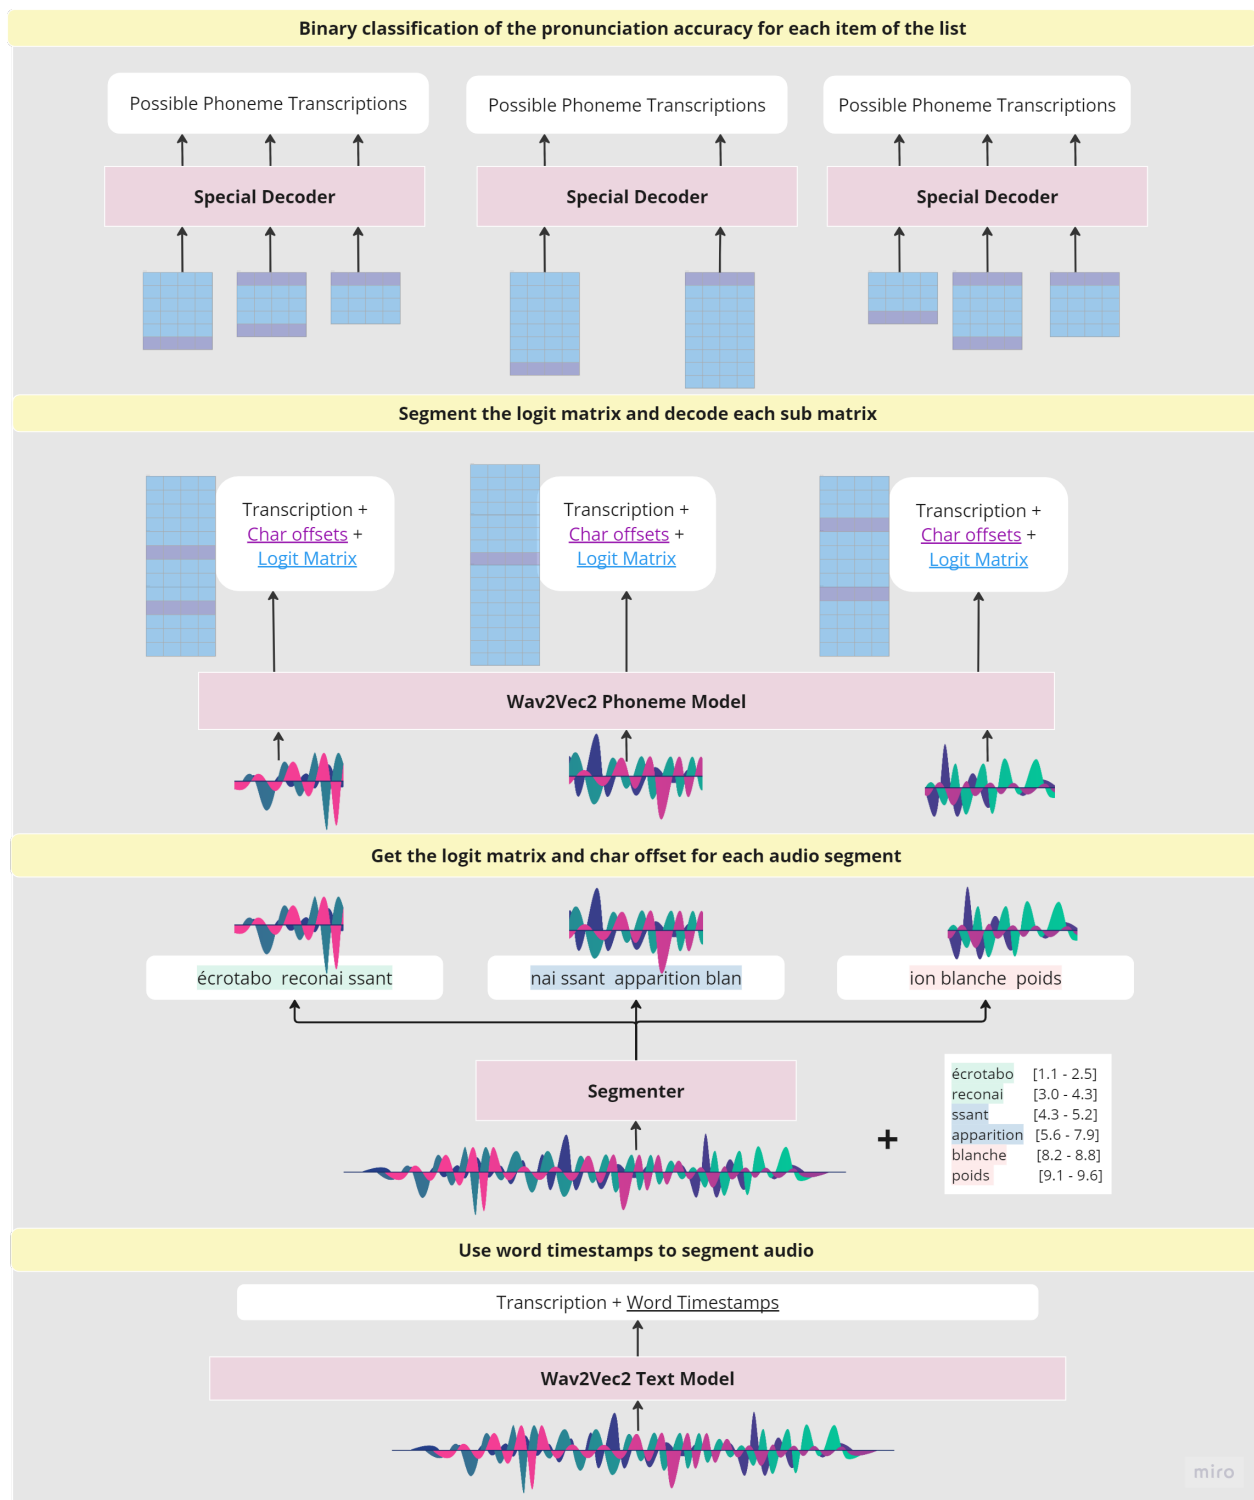 Binary classification of the pronunciation accuracy for each item of the list
Possible Phoneme Transcriptions
Possible Phoneme Transcriptions
Possible Phoneme Transcriptions
Special Decoder
Special Decoder
Special Decoder
Segment the logit matrix and decode each sub matrix
Transcription +
Char offsets +
Logit Matrix
Transcription +
Char offsets +
Logit Matrix
Transcription +
Char offsets +
Logit Matrix
Wav2Vec2 Phoneme Model
Get the logit matrix and char offset for each audio segment
écrotabo reconai ssant
nai ssant apparition blan
ion blanche poids
Segmenter
+
écrotabo [1.1 - 2.5]
reconai [3.0 - 4.3]
ssant [4.3 - 5.2]
apparition [5.6 - 7.9]
blanche [8.2 - 8.8]
poids [9.1 - 9.6]
Use word timestamps to segment audio
Transcription + Word Timestamps
Wav2Vec2 Text Model
miro